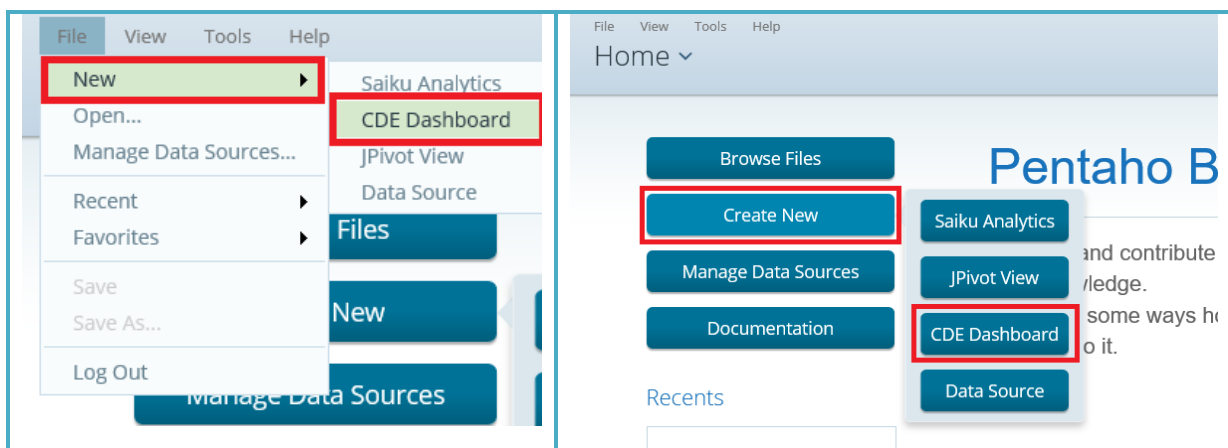 File View Tools Help
New
Saiku Analytics
Open...
CDE Dashboard
Manage Data Sources...
JPivot View
Recent
Data Source
Favorites
Files
Save
New
Save As...
Log Out
Manage Data Sources
File View Tools Help
Home
Browse Files
Pentaho B
Create New
Saiku Analytics
and contribute
Manage Data Sources
JPivot View
ledge.
CDE Dashboard
some ways
Documentation
o it.
Data Source
Recents